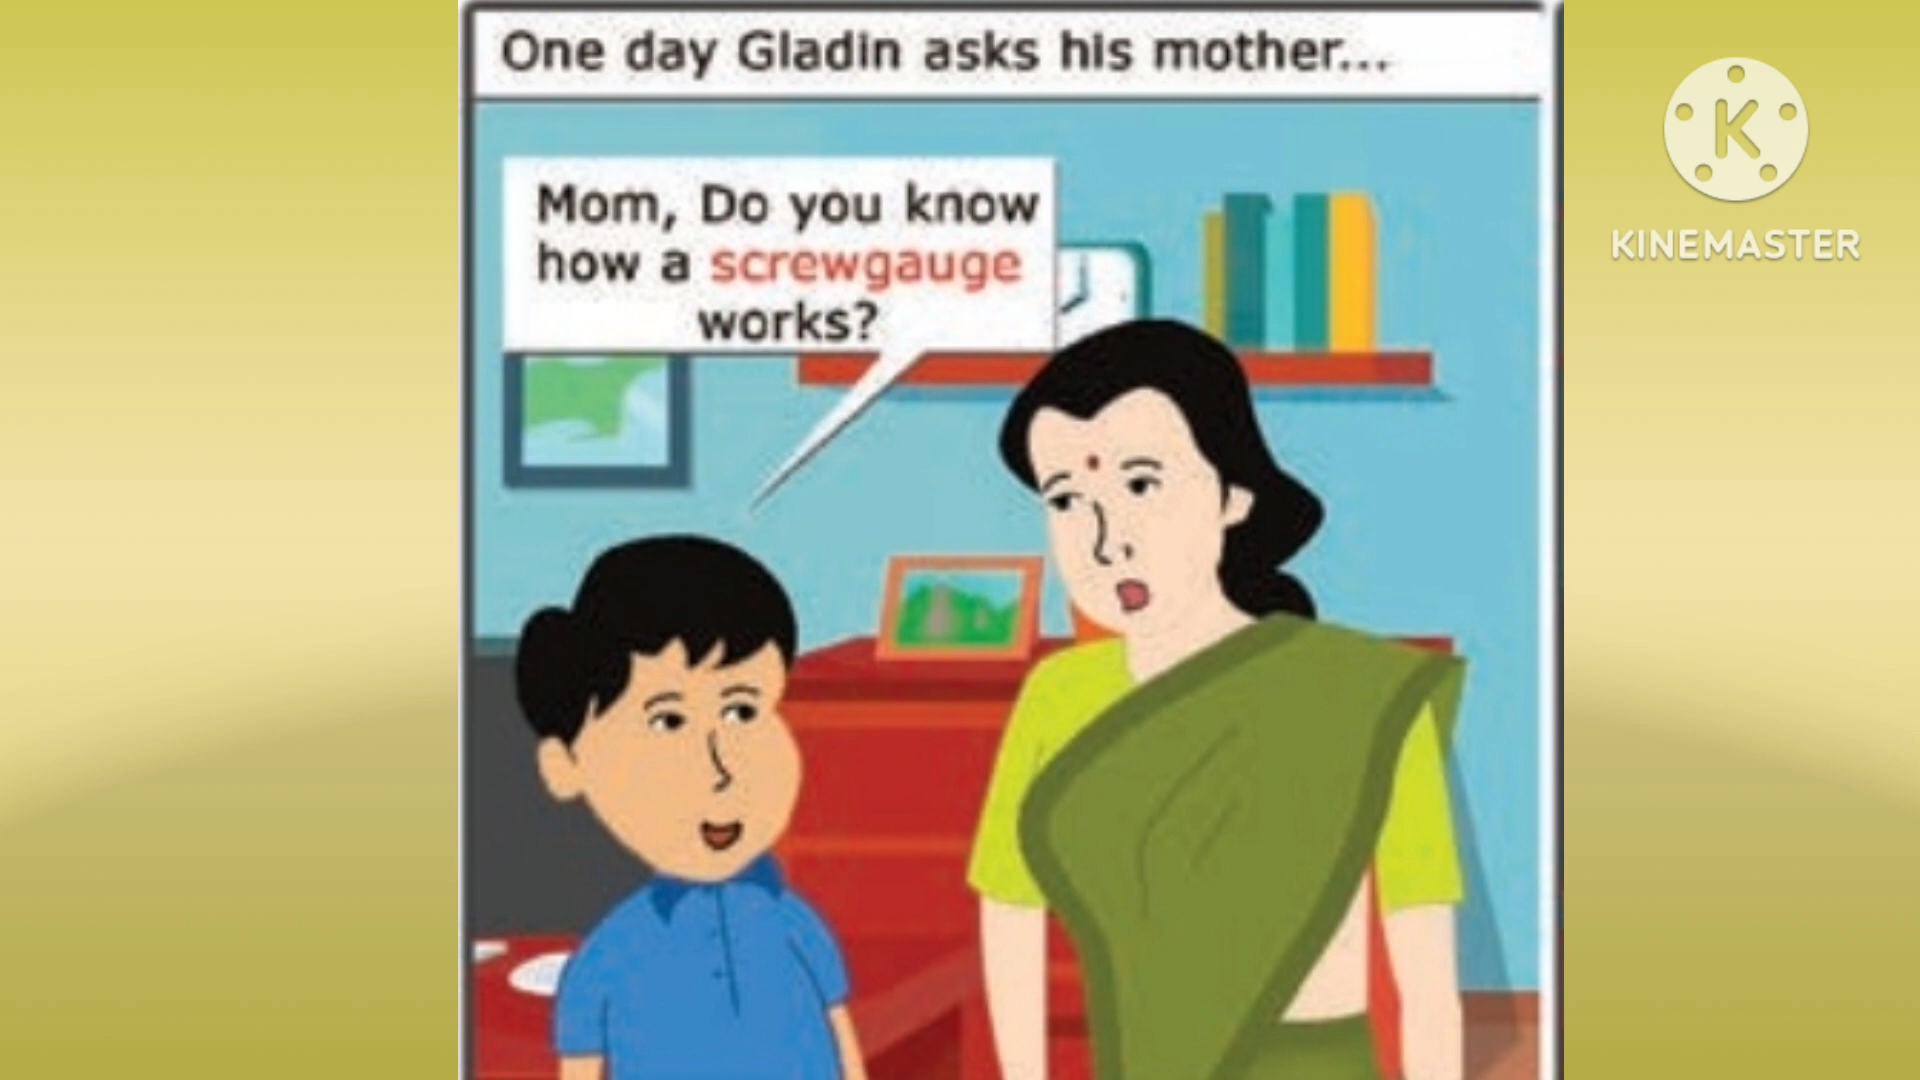 One day Gladin asks his mother...
Mom, Do you know
how a screwgauge
works?
K
KINEMASTER